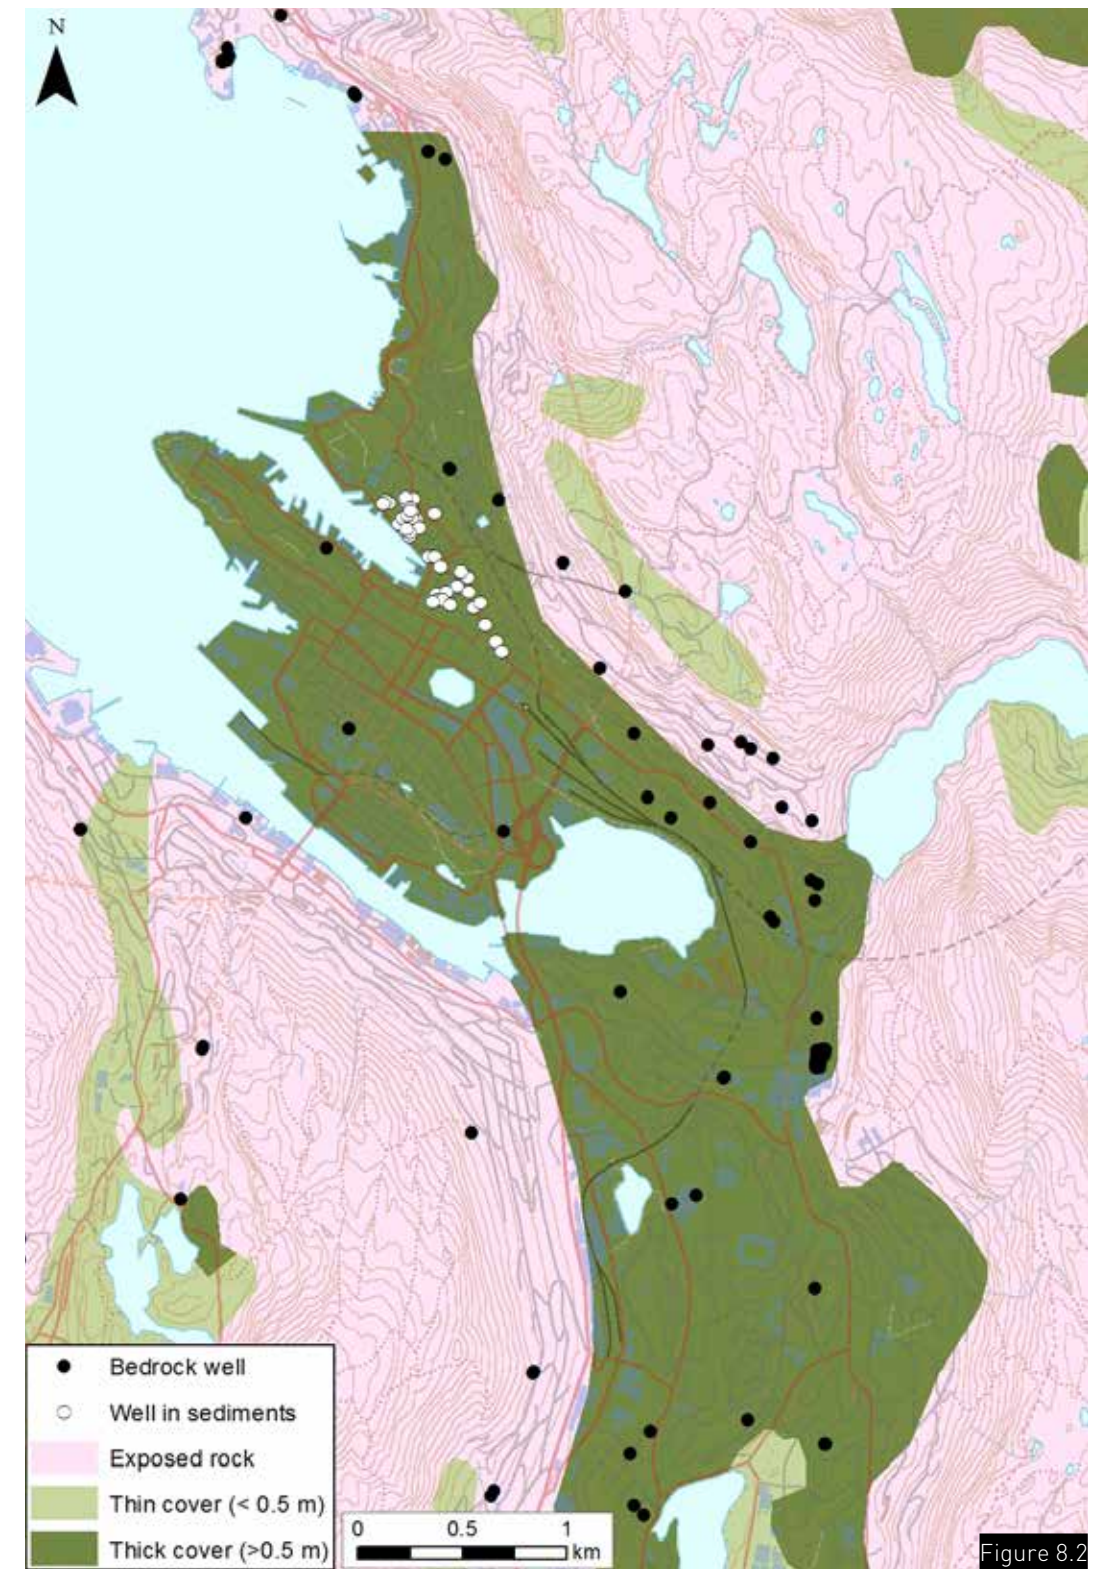 N
Bedrock well
Well in sediments
Exposed rock
Thin cover (< 0.5 m)
Thick cover (>0.5 m)
0 0.5 1
km
Figure 8.2